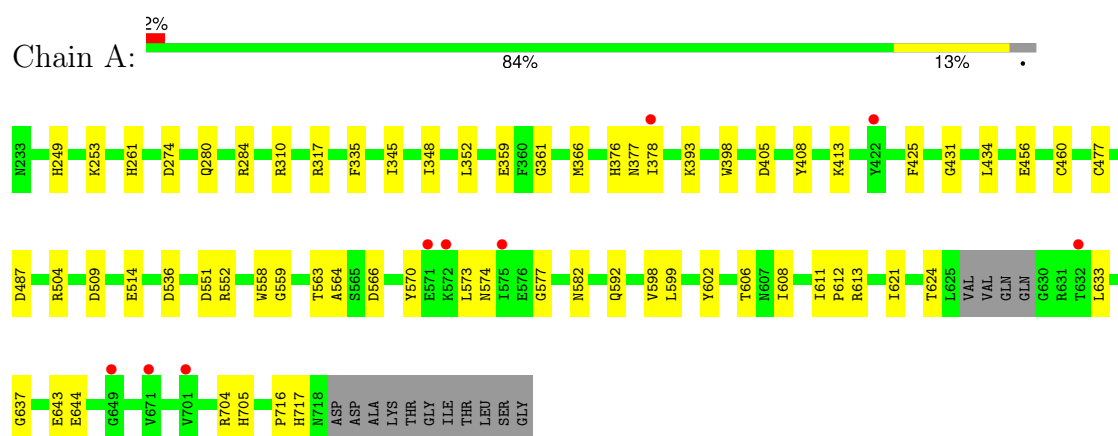 2%
Chain A:
84% 13% •
N233 H249 K253 H261 D274 Q280 R284 R310 R317 F335 I345 I348 L352 E359 F360 G361 M366 H376 N377 I378 K393 W398 D405 Y408 K413 Y422 F425 G431 L434 E456 C460 C477
D487 R504 D509 E514 D536 D551 R552 W558 G559 T563 A564 S565 D566 Y570 E571 K572 L573 N574 I575 E576 G577 N582 Q592 V598 L599 Y602 T606 N607 I608 I611 P612 R613 I621 T624 L625 VAL VAL GLN GLN G630 R631 T632 L633
G637 E643 E644 G649 V671 V701 R704 H705 P716 H717 N718 ASP ASP ALA LYS THR GLY ILE THR LEU SER GLY